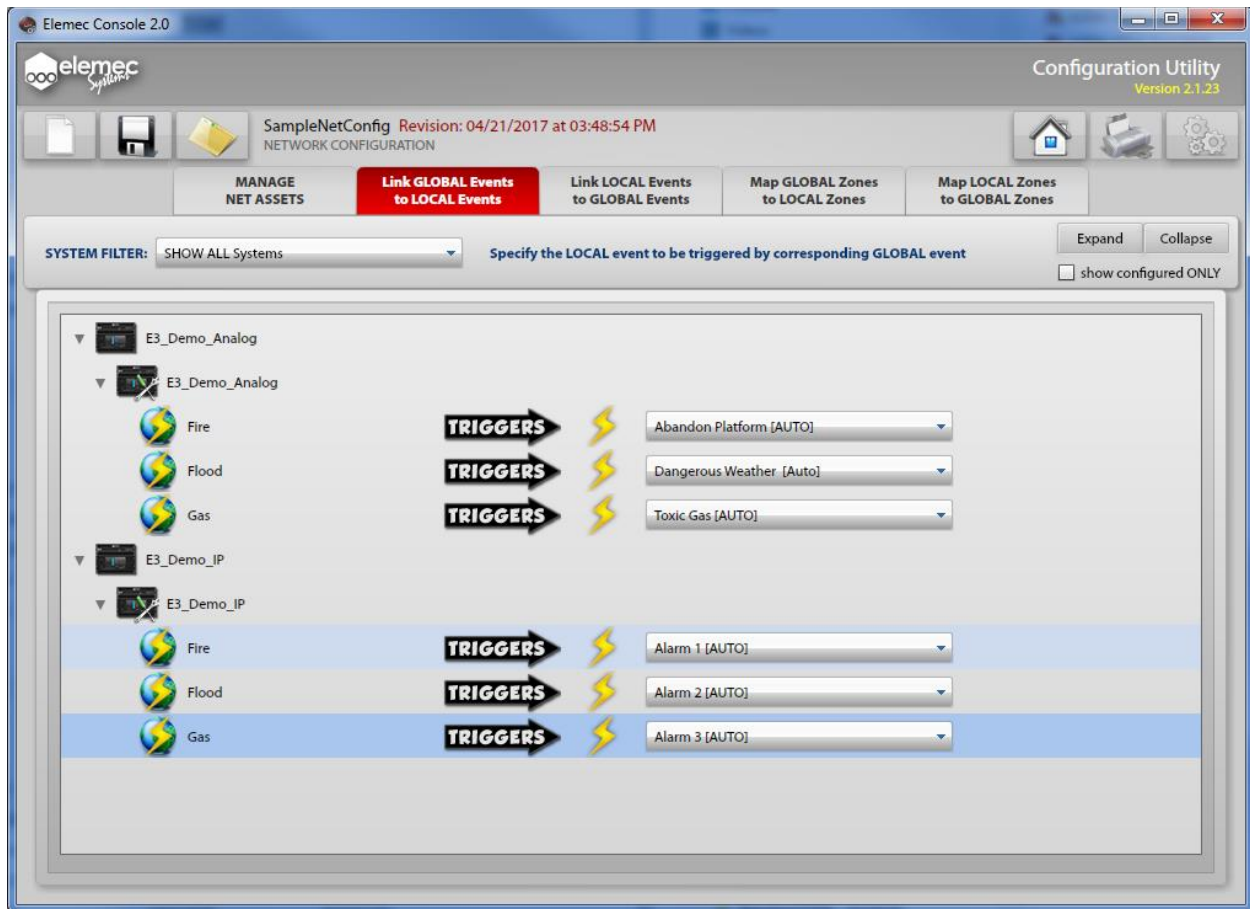 Elemec Console 2.0
elemec
Systems
Configuration Utility
Version 2.1.23
SampleNetConfig Revision: 04/21/2017 at 03:48:54 PM
NETWORK CONFIGURATION
MANAGE
NET ASSETS
Link GLOBAL Events
to LOCAL Events
Link LOCAL Events
to GLOBAL Events
Map GLOBAL Zones
to LOCAL Zones
Map LOCAL Zones
to GLOBAL Zones
SYSTEM FILTER: SHOW ALL Systems
Specify the LOCAL event to be triggered by corresponding GLOBAL event
Expand Collapse
show configured ONLY
E3_Demo_Analog
E3_Demo_Analog
Fire TRIGGERS Abandon Platform [AUTO]
Flood TRIGGERS Dangerous Weather [Auto]
Gas TRIGGERS Toxic Gas [AUTO]
E3_Demo_IP
E3_Demo_IP
Fire TRIGGERS Alarm 1 [AUTO]
Flood TRIGGERS Alarm 2 [AUTO]
Gas TRIGGERS Alarm 3 [AUTO]